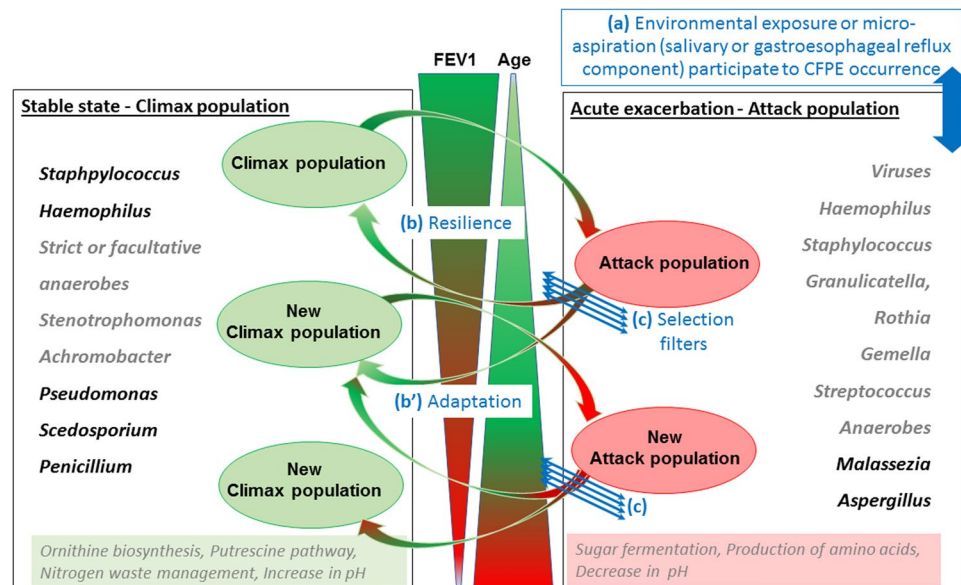 (a) Environmental exposure or micro-
aspiration (salivary or gastroesophageal reflux
component) participate to CFPE occurrence
FEV1
Age
Stable state - Climax population
Staphpylococcus
Haemophilus
Strict or facultative
anaerobes
Stenotrophomonas
Achromobacter
Pseudomonas
Scedosporium
Penicillium
Ornithine biosynthesis, Putrescine pathway,
Nitrogen waste management, Increase in pH
Climax population
New
Climax population
New
Climax population
(b) Resilience
(b’) Adaptation
Acute exacerbation - Attack population
Attack population
(c) Selection
filters
New
Attack population
(c)
Viruses
Haemophilus
Staphylococcus
Granulicatella,
Rothia
Gemella
Streptococcus
Anaerobes
Malassezia
Aspergillus
Sugar fermentation, Production of amino acids,
Decrease in pH